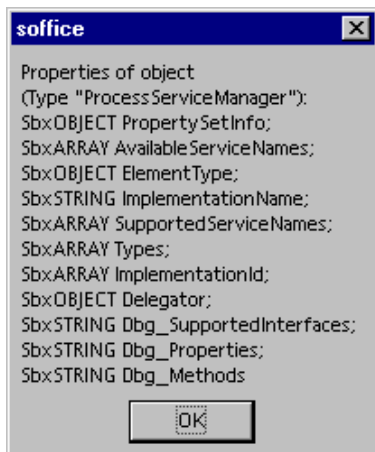 soffice
Properties of object
(Type "ProcessServiceManager"):
SbxOBJECT PropertySetInfo;
SbxARRAY AvailableServiceNames;
SbxOBJECT ElementType;
SbxSTRING ImplementationName;
SbxARRAY SupportedServiceNames;
SbxARRAY Types;
SbxARRAY ImplementationId;
SbxOBJECT Delegator;
SbxSTRING Dbg_SupportedInterfaces;
SbxSTRING Dbg_Properties;
SbxSTRING Dbg_Methods
OK